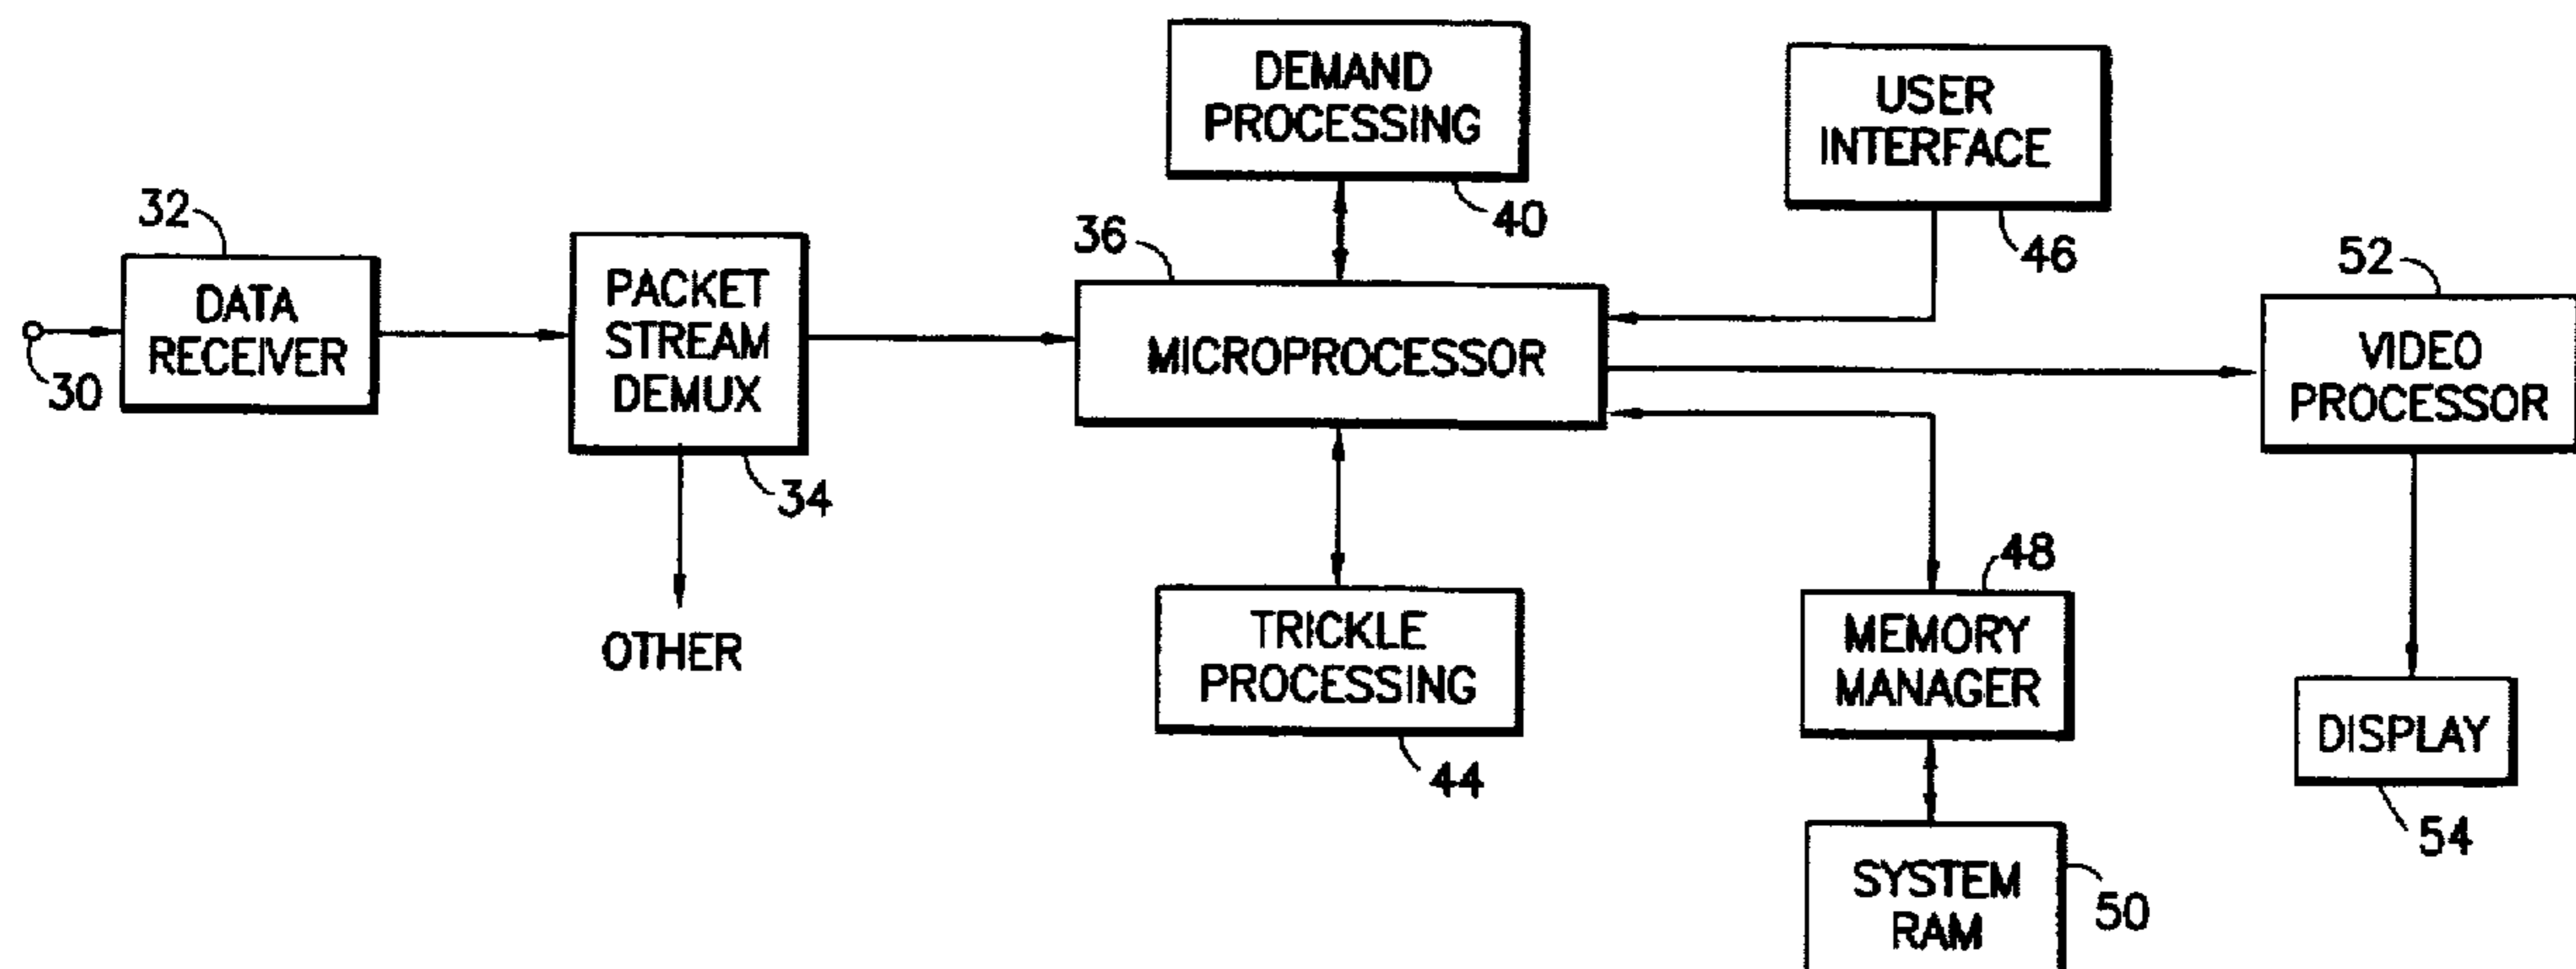 DEMAND
PROCESSING
40
USER
INTERFACE
46
32
DATA
RECEIVER
30
PACKET
STREAM
DEMUX
34
OTHER
36
MICROPROCESSOR
52
VIDEO
PROCESSOR
TRICKLE
PROCESSING
44
48
MEMORY
MANAGER
DISPLAY
54
SYSTEM
RAM
50